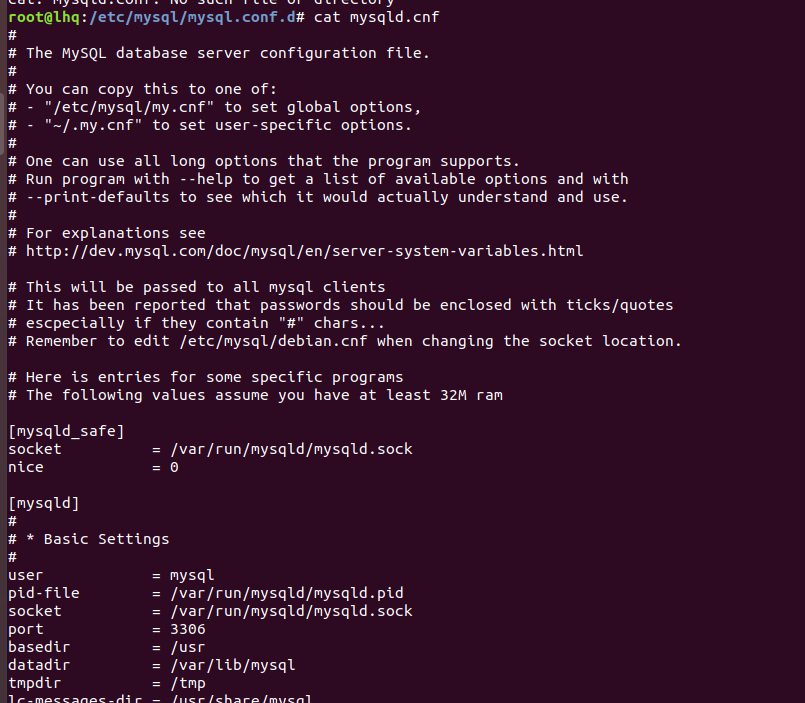 cat: mysqld.conf: No such file or directory
root@lhq:/etc/mysql/mysql.conf.d# cat mysqld.cnf
#
# The MySQL database server configuration file.
#
# You can copy this to one of:
# - "/etc/mysql/my.cnf" to set global options,
# - "~/.my.cnf" to set user-specific options.
#
# One can use all long options that the program supports.
# Run program with --help to get a list of available options and with
# --print-defaults to see which it would actually understand and use.
#
# For explanations see
# http://dev.mysql.com/doc/mysql/en/server-system-variables.html

# This will be passed to all mysql clients
# It has been reported that passwords should be enclosed with ticks/quotes
# escpecially if they contain "#" chars...
# Remember to edit /etc/mysql/debian.cnf when changing the socket location.

# Here is entries for some specific programs
# The following values assume you have at least 32M ram

[mysqld_safe]
socket          = /var/run/mysqld/mysqld.sock
nice            = 0

[mysqld]
#
# * Basic Settings
#
user            = mysql
pid-file        = /var/run/mysqld/mysqld.pid
socket          = /var/run/mysqld/mysqld.sock
port            = 3306
basedir         = /usr
datadir         = /var/lib/mysql
tmpdir          = /tmp
lc-messages-dir = /usr/share/mysql